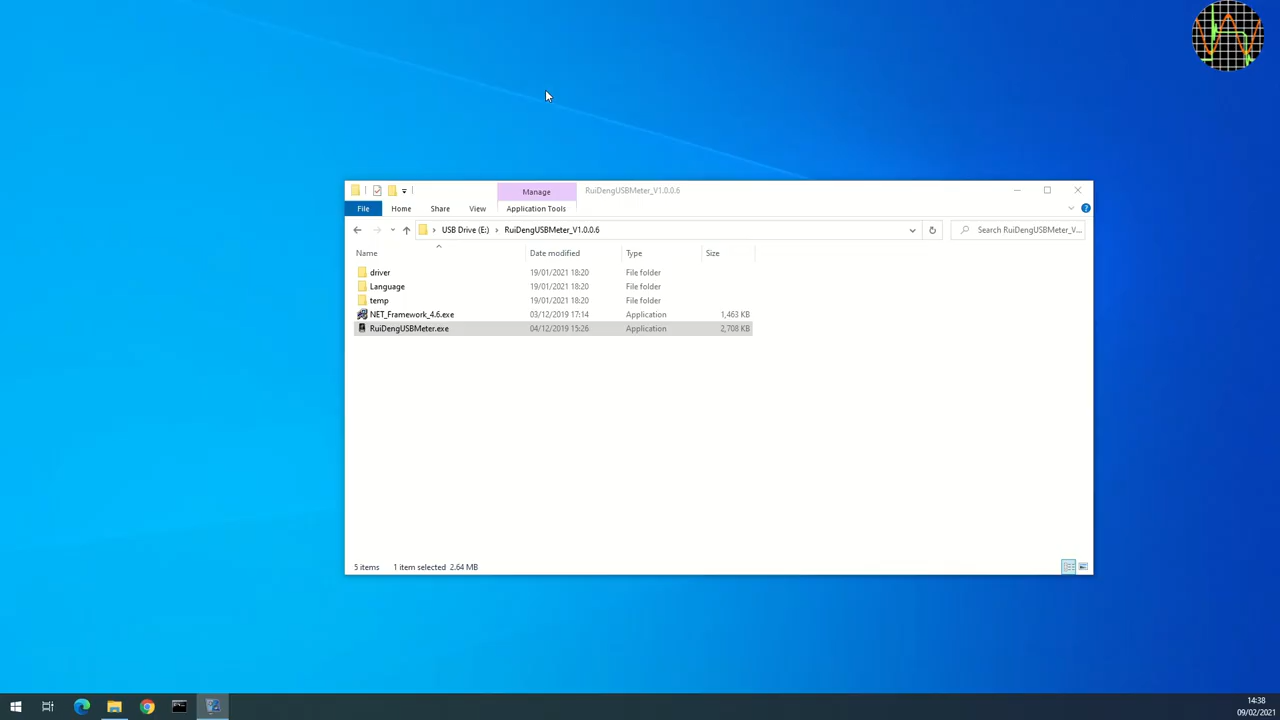 Manage RuiDengUSBMeter_V1.0.0.6
File Home Share View Application Tools
USB Drive (E:) RuiDengUSBMeter_V1.0.0.6 Search RuiDengUSBMeter_V...
Name Date modified Type Size
driver 19/01/2021 18:20 File folder
Language 19/01/2021 18:20 File folder
temp 19/01/2021 18:20 File folder
NET_Framework_4.6.exe 03/12/2019 17:14 Application 1,463 KB
RuiDengUSBMeter.exe 04/12/2019 15:26 Application 2,708 KB
5 items 1 item selected 2.64 MB
14:38
09/02/2021